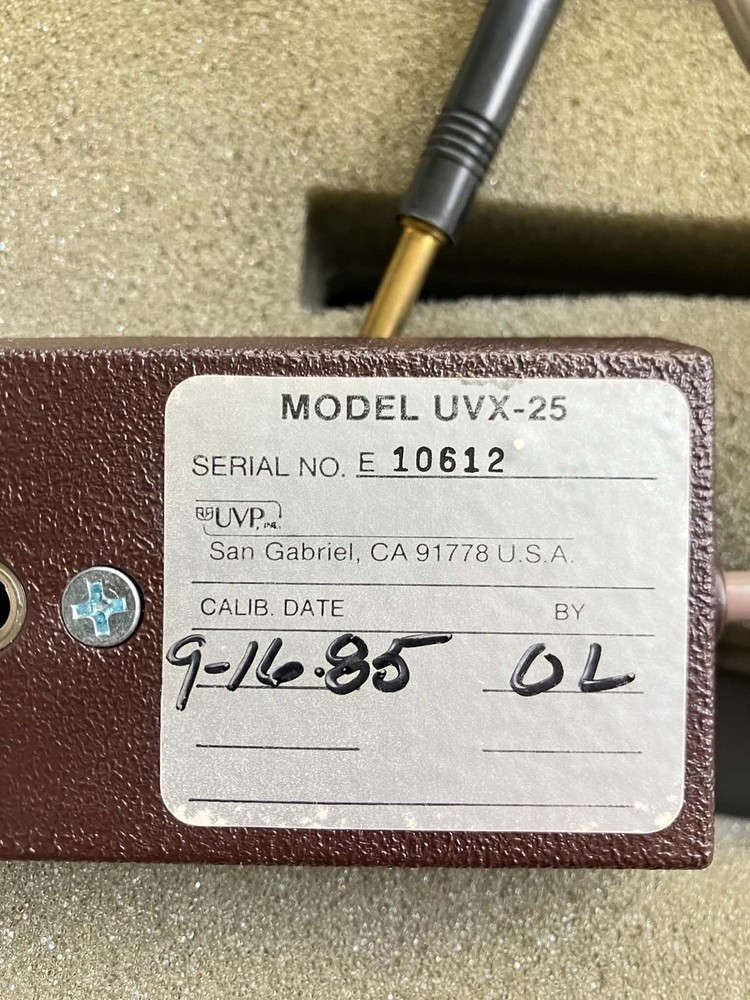 MODEL UVX-25
SERIAL NO. E 10612
UVP, INC.
San Gabriel, CA 91778 U.S.A.
CALIB. DATE BY
9-16-85 OL